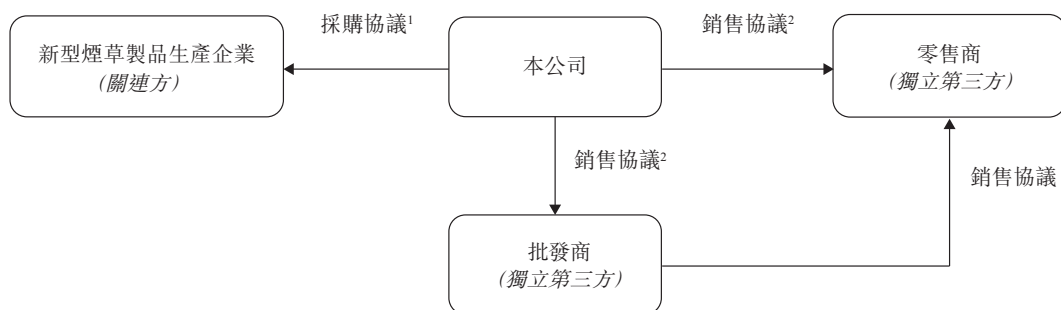 採購協議¹
銷售協議²
新型煙草製品生產企業
(關連方)
本公司
零售商
(獨立第三方)
銷售協議²
銷售協議
批發商
(獨立第三方)